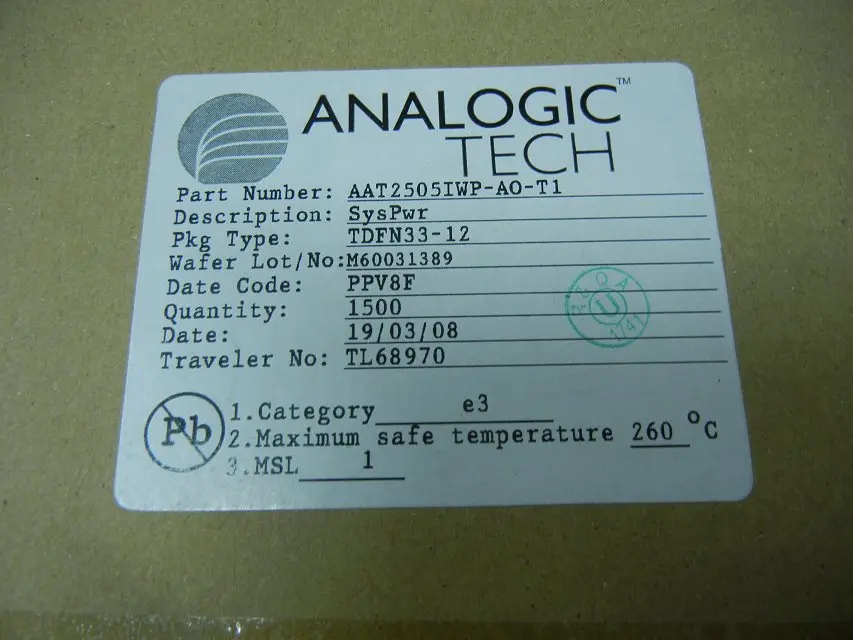 ANALOGIC™
TECH
Part Number: AAT2505IWP-AO-T1
Description: SysPwr
Pkg Type: TDFN33-12
Wafer Lot/No:M60031389
Date Code: PPV8F
Quantity: 1500
Date: 19/03/08
Traveler No: TL68970
Pb
1.Category e3
2.Maximum safe temperature 260 °C
3.MSL 1
U